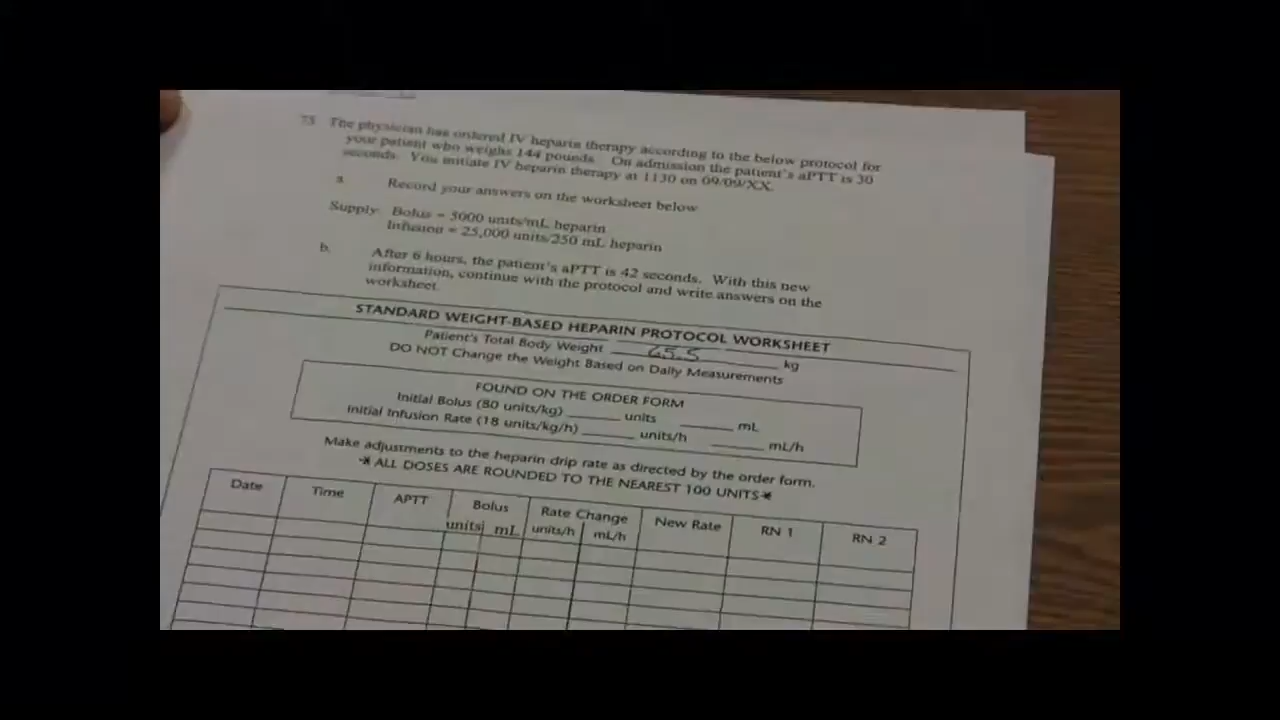 75 The physician has ordered IV heparin therapy according to the below protocol for
your patient who weighs 144 pounds. On admission the patient's aPTT is 30
seconds. You initiate IV heparin therapy at 1130 on 09/09/XX.
a. Record your answers on the worksheet below
Supply: Bolus = 5000 units/mL heparin
Infusion = 25,000 units/250 mL heparin
b. After 6 hours, the patient's aPTT is 42 seconds. With this new
information, continue with the protocol and write answers on the
worksheet.
STANDARD WEIGHT-BASED HEPARIN PROTOCOL WORKSHEET
Patient's Total Body Weight 65.5 kg
DO NOT Change the Weight Based on Daily Measurements
FOUND ON THE ORDER FORM
Initial Bolus (80 units/kg) ______ units ______ mL
Initial Infusion Rate (18 units/kg/h) ______ units/h ______ mL/h
Make adjustments to the heparin drip rate as directed by the order form.
*ALL DOSES ARE ROUNDED TO THE NEAREST 100 UNITS*
Date Time APTT Bolus Rate Change New Rate RN 1 RN 2
units mL units/h mL/h